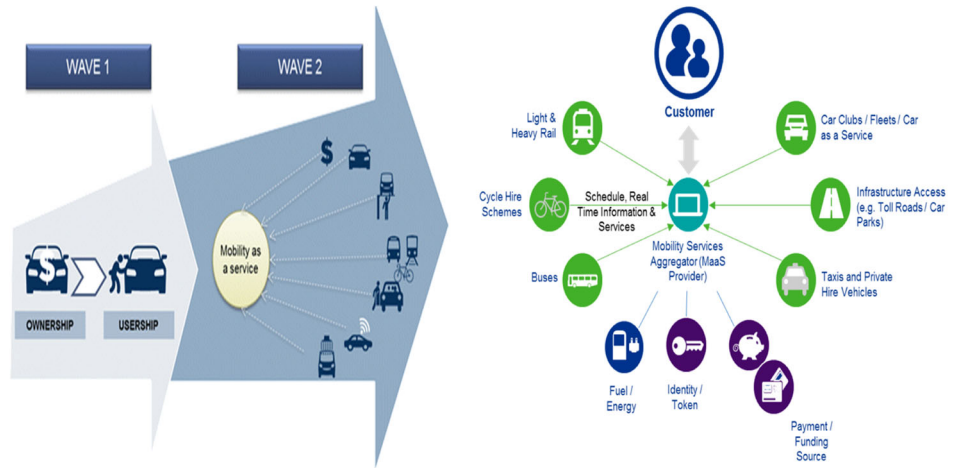 WAVE 1
WAVE 2
$
Mobility as
a service
$
OWNERSHIP
USERSHIP
Customer
Light &
Heavy Rail
Car Clubs / Fleets / Car
as a Service
Cycle Hire
Schemes
Schedule, Real
Time Information &
Services
Infrastructure Access
(e.g. Toll Roads / Car
Parks)
Mobility Services
Aggregator (MaaS
Provider)
Buses
Taxis and Private
Hire Vehicles
Fuel /
Energy
Identity /
Token
Payment /
Funding
Source